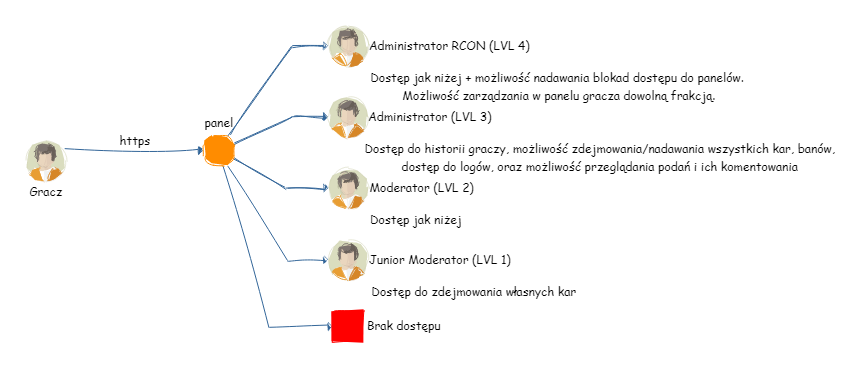 Administrator RCON (LVL 4)
Dostęp jak niżej + możliwość nadawania blokad dostępu do panelów.
Możliwość zarządzania w panelu gracza dowolną frakcją.
panel
Administrator (LVL 3)
https
Dostęp do historii graczy, możliwość zdejmowania/nadawania wszystkich kar, banów,
dostęp do logów, oraz możliwość przeglądania podań i ich komentowania
Gracz
Moderator (LVL 2)
Dostęp jak niżej
Junior Moderator (LVL 1)
Dostęp do zdejmowania własnych kar
Brak dostępu